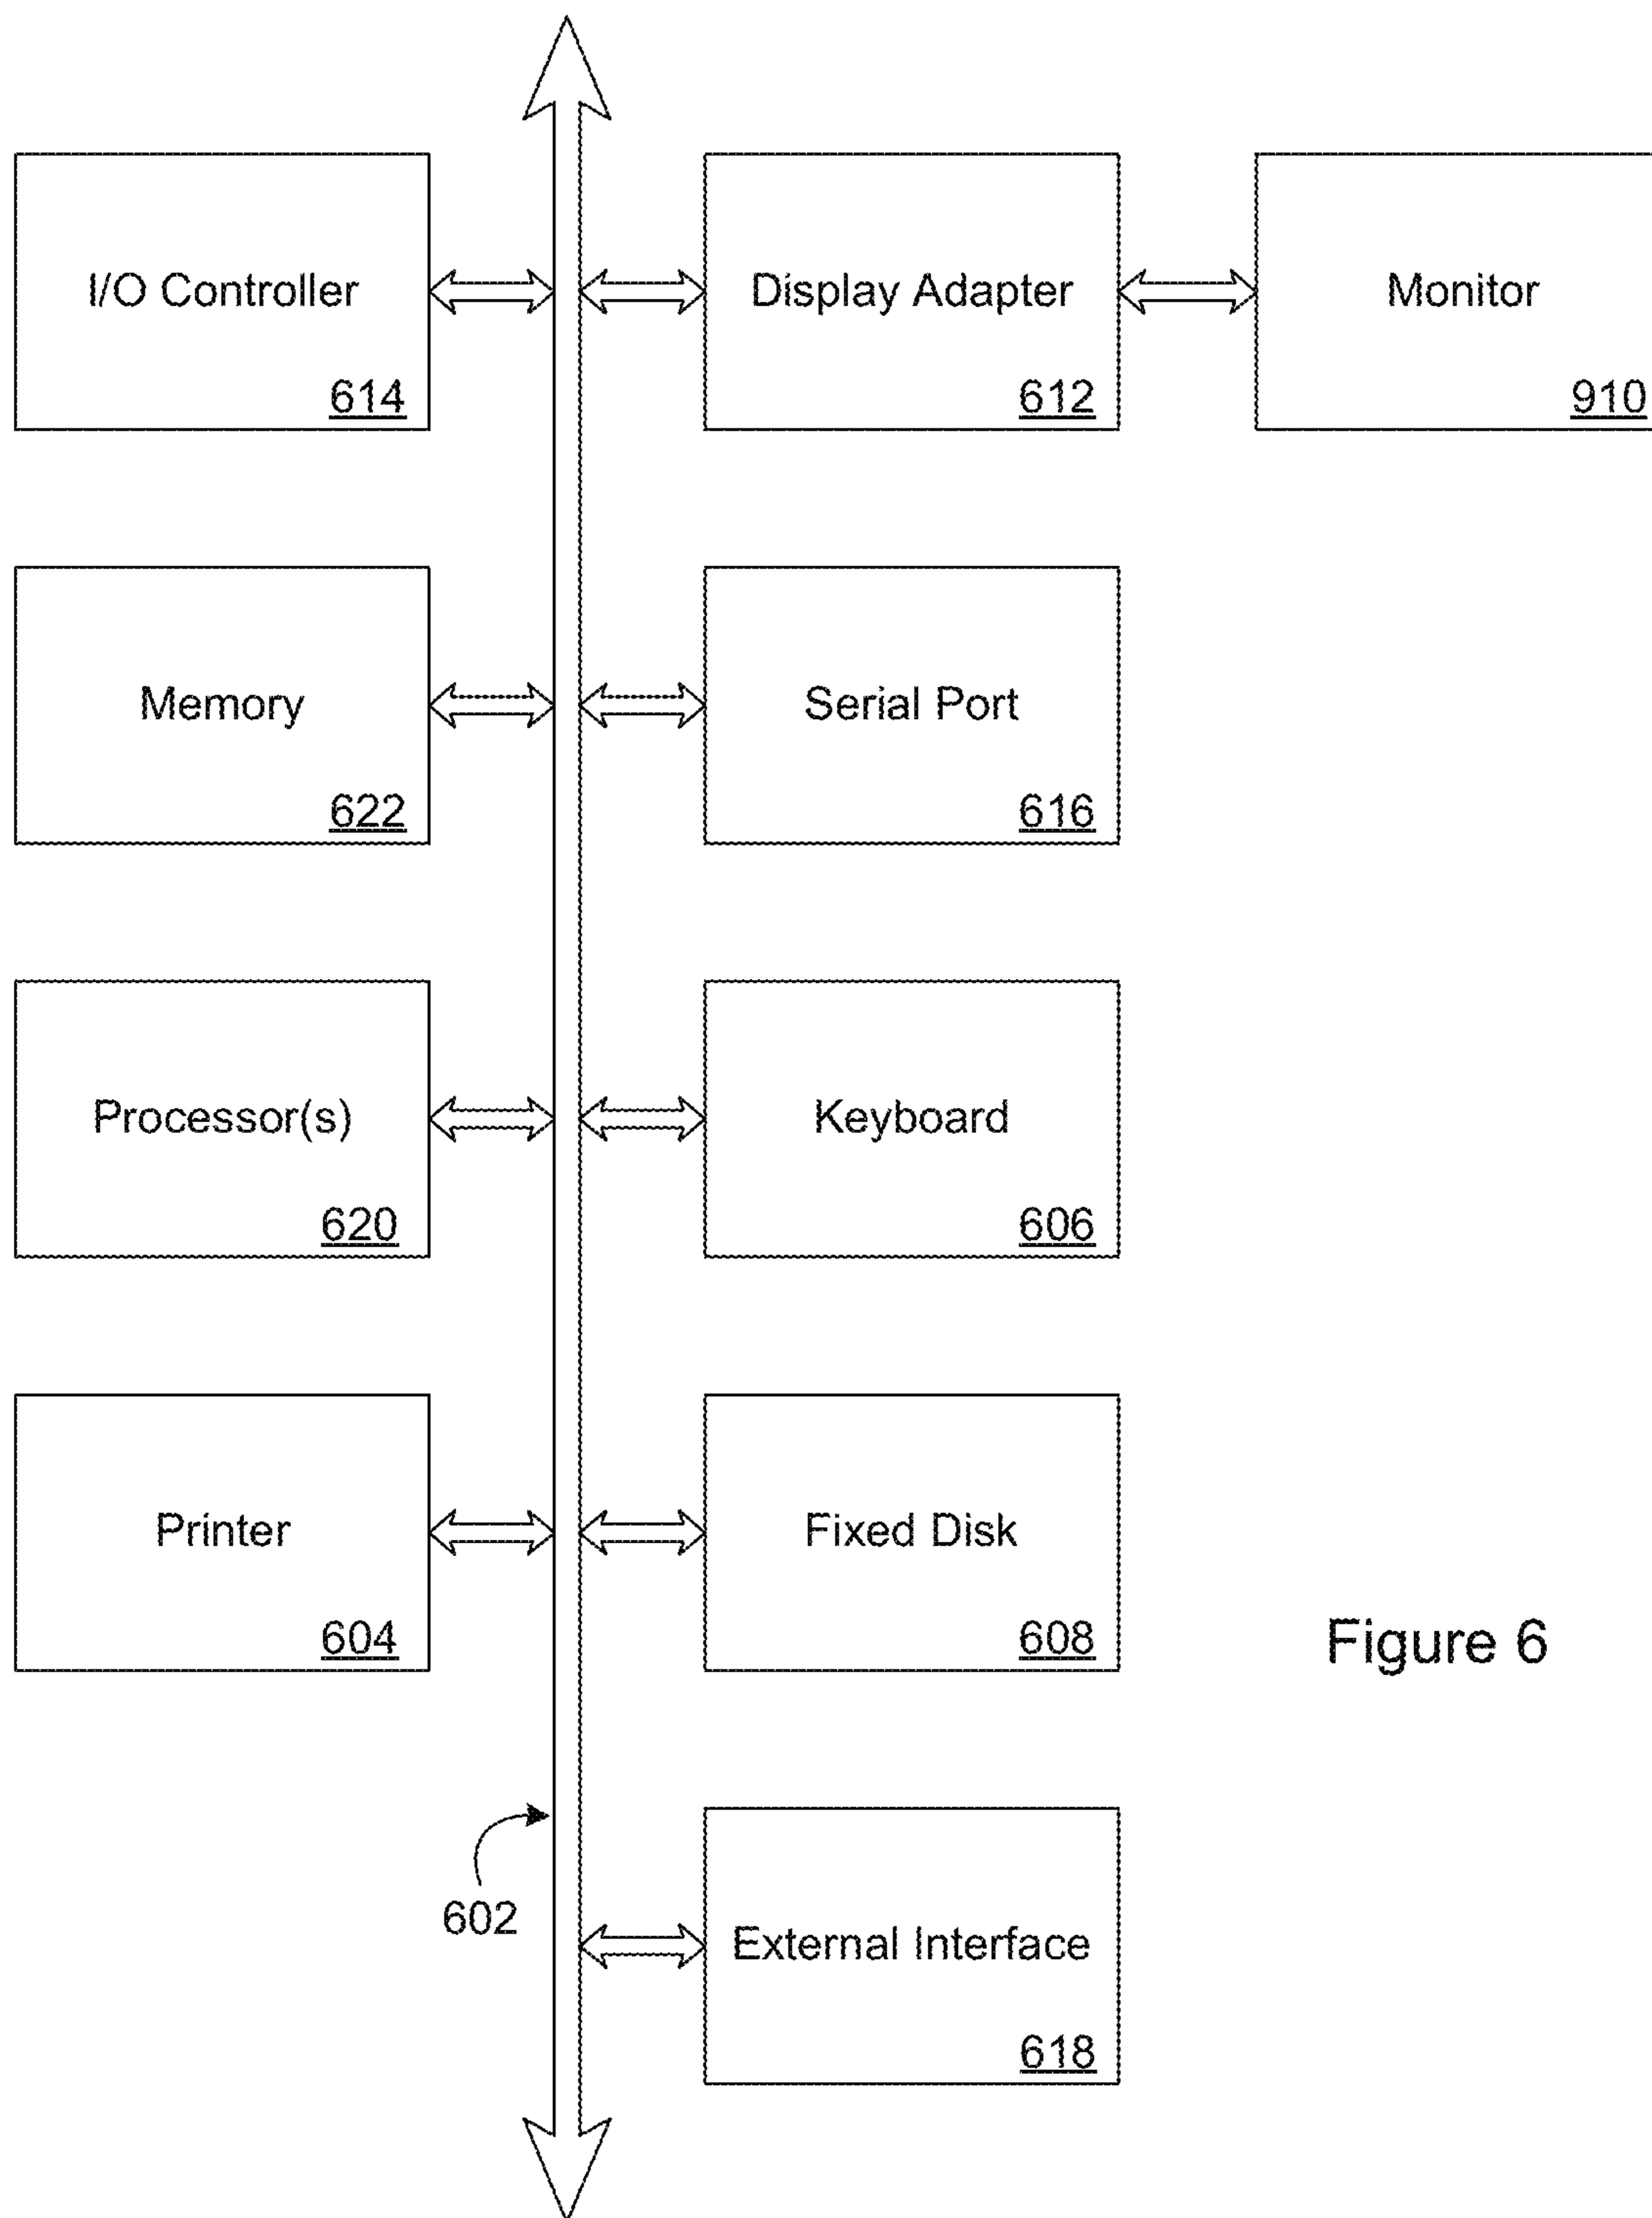 I/O Controller
614
Display Adapter
612
Monitor
910
Memory
622
Serial Port
616
Processor(s)
620
Keyboard
606
Printer
604
Fixed Disk
608
Figure 6
602
External Interface
618